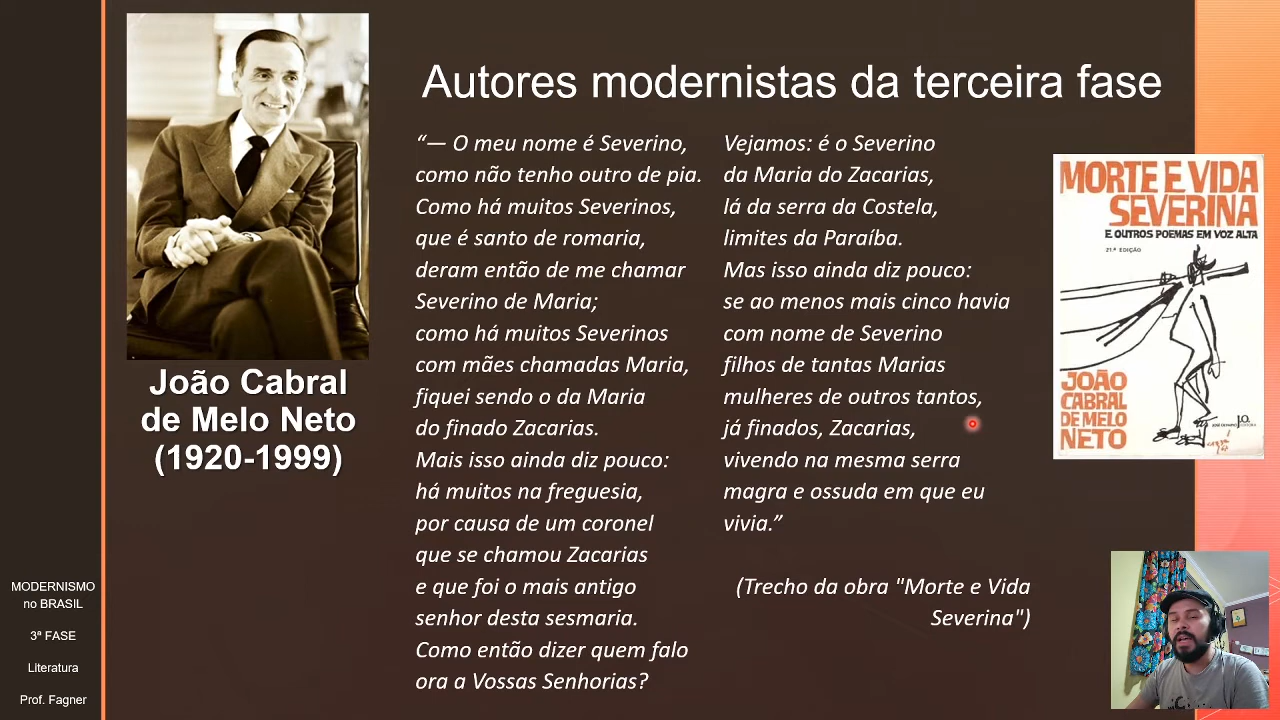 Autores modernistas da terceira fase
“— O meu nome é Severino,
como não tenho outro de pia.
Como há muitos Severinos,
que é santo de romaria,
deram então de me chamar
Severino de Maria;
como há muitos Severinos
com mães chamadas Maria,
fiquei sendo o da Maria
do finado Zacarias.
Mais isso ainda diz pouco:
há muitos na freguesia,
por causa de um coronel
que se chamou Zacarias
e que foi o mais antigo
senhor desta sesmaria.
Como então dizer quem falo
ora a Vossas Senhorias?
Vejamos: é o Severino
da Maria do Zacarias,
lá da serra da Costela,
limites da Paraíba.
Mas isso ainda diz pouco:
se ao menos mais cinco havia
com nome de Severino
filhos de tantas Marias
mulheres de outros tantos,
já finados, Zacarias,
vivendo na mesma serra
magra e ossuda em que eu
vivia.”
(Trecho da obra "Morte e Vida
Severina")
João Cabral
de Melo Neto
(1920-1999)
MORTE E VIDA
SEVERINA
E OUTROS POEMAS EM VOZ ALTA
21.ª EDIÇÃO
JOÃO
CABRAL
DE MELO
NETO
MODERNISMO
no BRASIL
3ª FASE
Literatura
Prof. Fagner